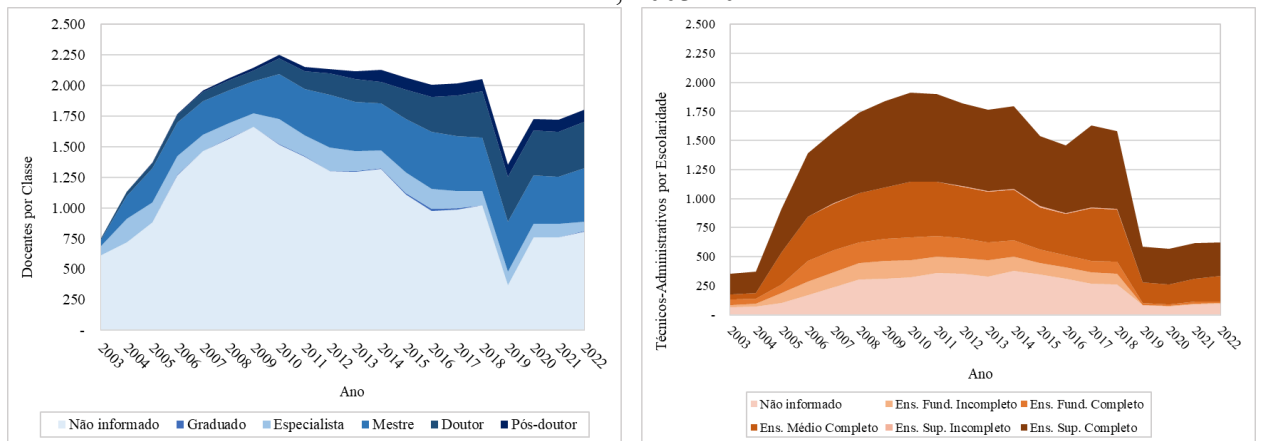 2.500
2.250
2.000
1.750
1.500
1.250
1.000
750
500
250
-
Docentes por Classe
2003 2004 2005 2006 2007 2008 2009 2010 2011 2012 2013 2014 2015 2016 2017 2018 2019 2020 2021 2022
Ano
Não informado Graduado Especialista Mestre Doutor Pós-doutor
2.500
2.250
2.000
1.750
1.500
1.250
1.000
750
500
250
-
Técnicos-Administrativos por Escolaridade
2003 2004 2005 2006 2007 2008 2009 2010 2011 2012 2013 2014 2015 2016 2017 2018 2019 2020 2021 2022
Ano
Não informado Ens. Fund. Incompleto Ens. Fund. Completo
Ens. Médio Completo Ens. Sup. Incompleto Ens. Sup. Completo